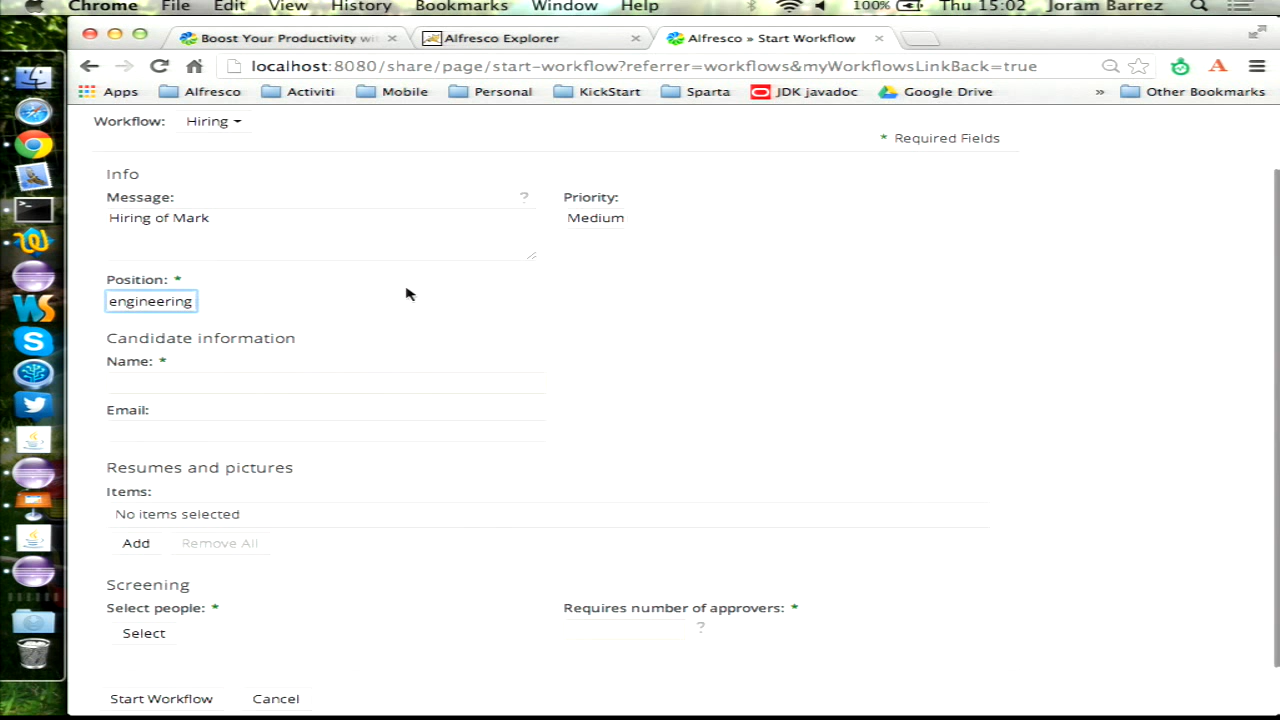 Chrome File Edit View History Bookmarks Window Help 100% Thu 15:02 Joram Barrez
Boost Your Productivity wi × Alfresco Explorer × Alfresco » Start Workflow ×
localhost:8080/share/page/start-workflow?referrer=workflows&myWorkflowsLinkBack=true
Apps Alfresco Activiti Mobile Personal KickStart Sparta JDK javadoc Google Drive » Other Bookmarks
Workflow: Hiring
* Required Fields
Info
Message: ? Priority:
Hiring of Mark Medium
Position: *
engineering
Candidate information
Name: *
Email:
Resumes and pictures
Items:
No items selected
Add Remove All
Screening
Select people: * Requires number of approvers: *
Select ?
Start Workflow Cancel